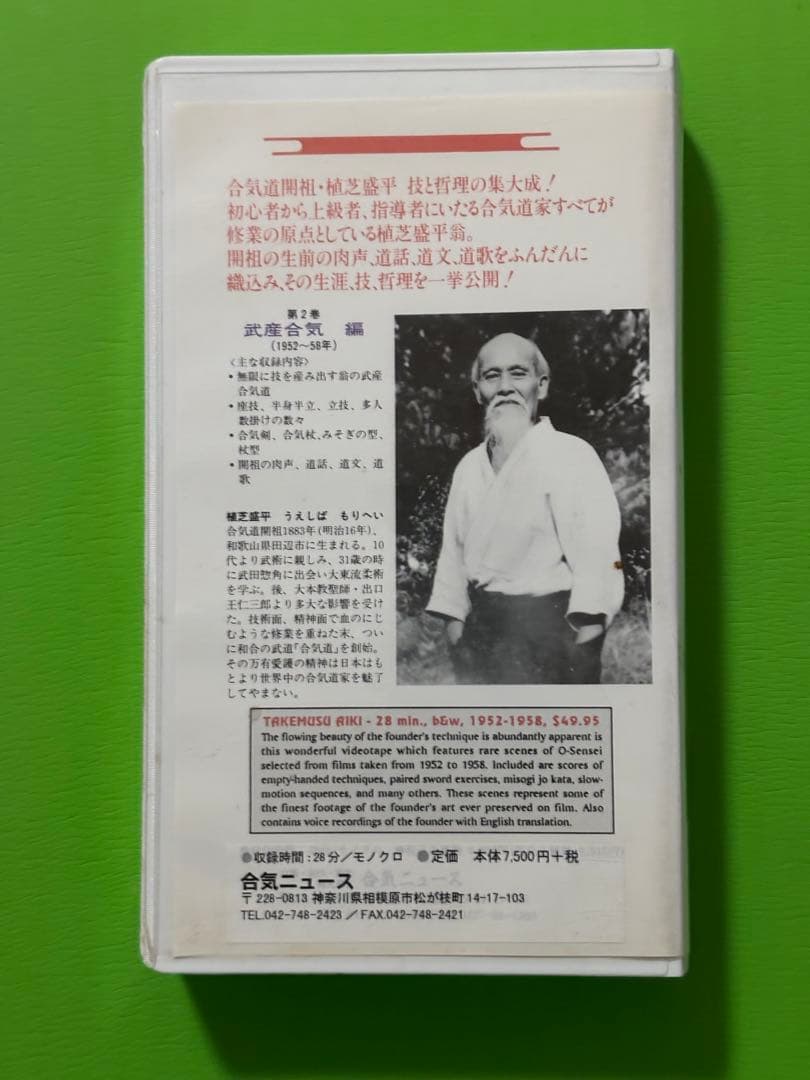 合気道開祖・植芝盛平 技と哲理の集大成!
初心者から上級者、指導者にいたる合気道家すべてが
修業の原点としている植芝盛平翁。
開祖の生前の肉声、道話、道文、道歌をふんだんに
織込み、その生涯、技、哲理を一挙公開!
第2巻
武産合気 編
(1952〜58年)
〈主な収録内容〉
・無限に技を産み出す翁の武産
合気道
・座技、半身半立、立技、多人
数掛けの数々
・合気剣、合気杖、みそぎの型、
杖型
・開祖の肉声、道話、道文、道
歌
植芝盛平 うえしば もりへい
合気道開祖1883年(明治16年)、
和歌山県田辺市に生まれる。10
代より武術に親しみ、31歳の時
に武田惣角に出会い大東流柔術
を学ぶ。後、大本教聖師・出口
王仁三郎より多大な影響を受け
た。技術面、精神面で血のにじ
むような修業を重ねた末、つい
に和合の武道「合気道」を創始。
その万有愛護の精神は日本はも
とより世界中の合気道家を魅了
してやまない。
TAKEMUSU AIKI - 28 min., b&w, 1952-1958, $49.95
The flowing beauty of the founder's technique is abundantly apparent is
this wonderful videotape which features rare scenes of O-Sensei
selected from films taken from 1952 to 1958. Included are scores of
empty-handed techniques, paired sword exercises, misogi jo kata, slow-
motion sequences, and many others. These scenes represent some of
the finest footage of the founder's art ever preserved on film. Also
contains voice recordings of the founder with English translation.
●収録時間:28分/モノクロ ●定価 本体7,500円+税
合気ニュース
〒228-0813 神奈川県相模原市松が枝町14-17-103
TEL.042-748-2423/FAX.042-748-2421